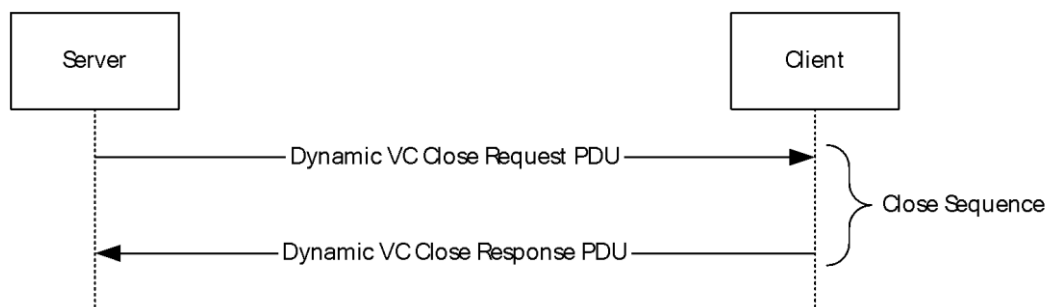 Server
Client
Dynamic VC Close Request PDU
Close Sequence
Dynamic VC Close Response PDU